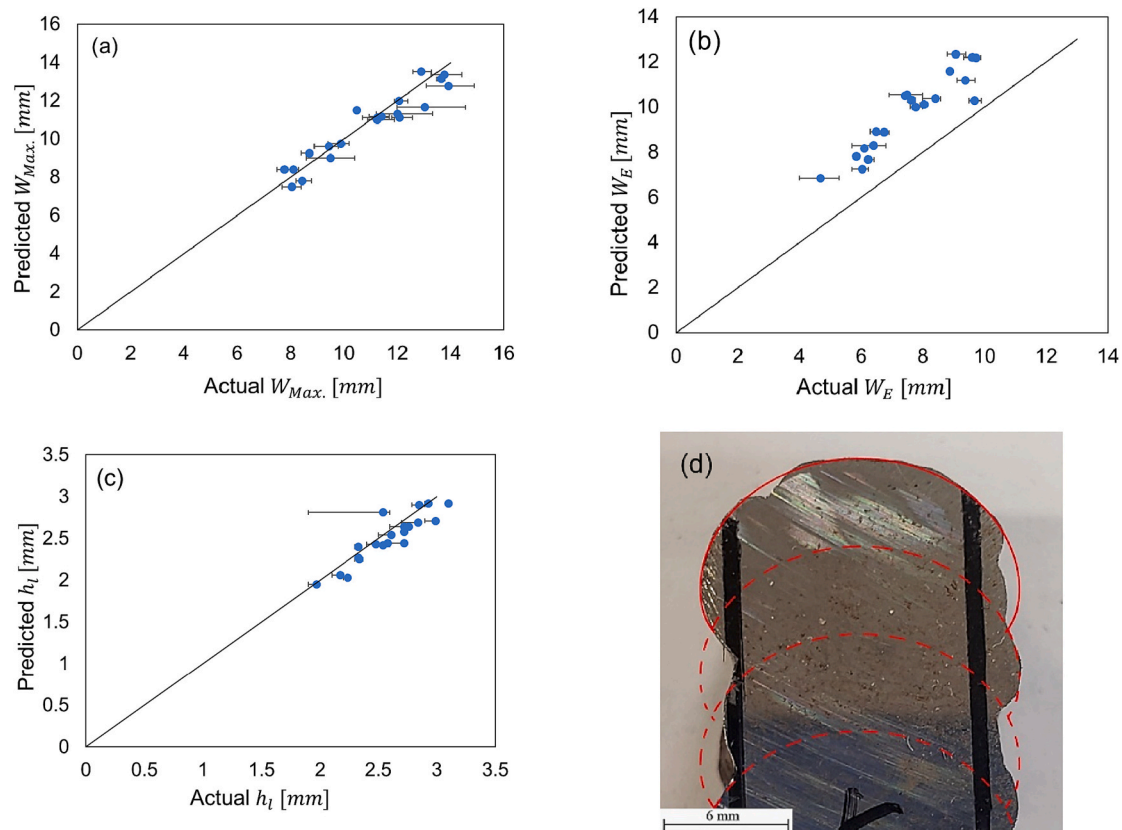 (a)
Predicted W_Max. [mm]
16
14
12
10
8
6
4
2
0
0 2 4 6 8 10 12 14 16
Actual W_Max. [mm]
(b)
Predicted W_E [mm]
14
12
10
8
6
4
2
0
0 2 4 6 8 10 12 14
Actual W_E [mm]
(c)
Predicted h_l [mm]
3.5
3
2.5
2
1.5
1
0.5
0
0 0.5 1 1.5 2 2.5 3 3.5
Actual h_l [mm]
(d)
6 mm